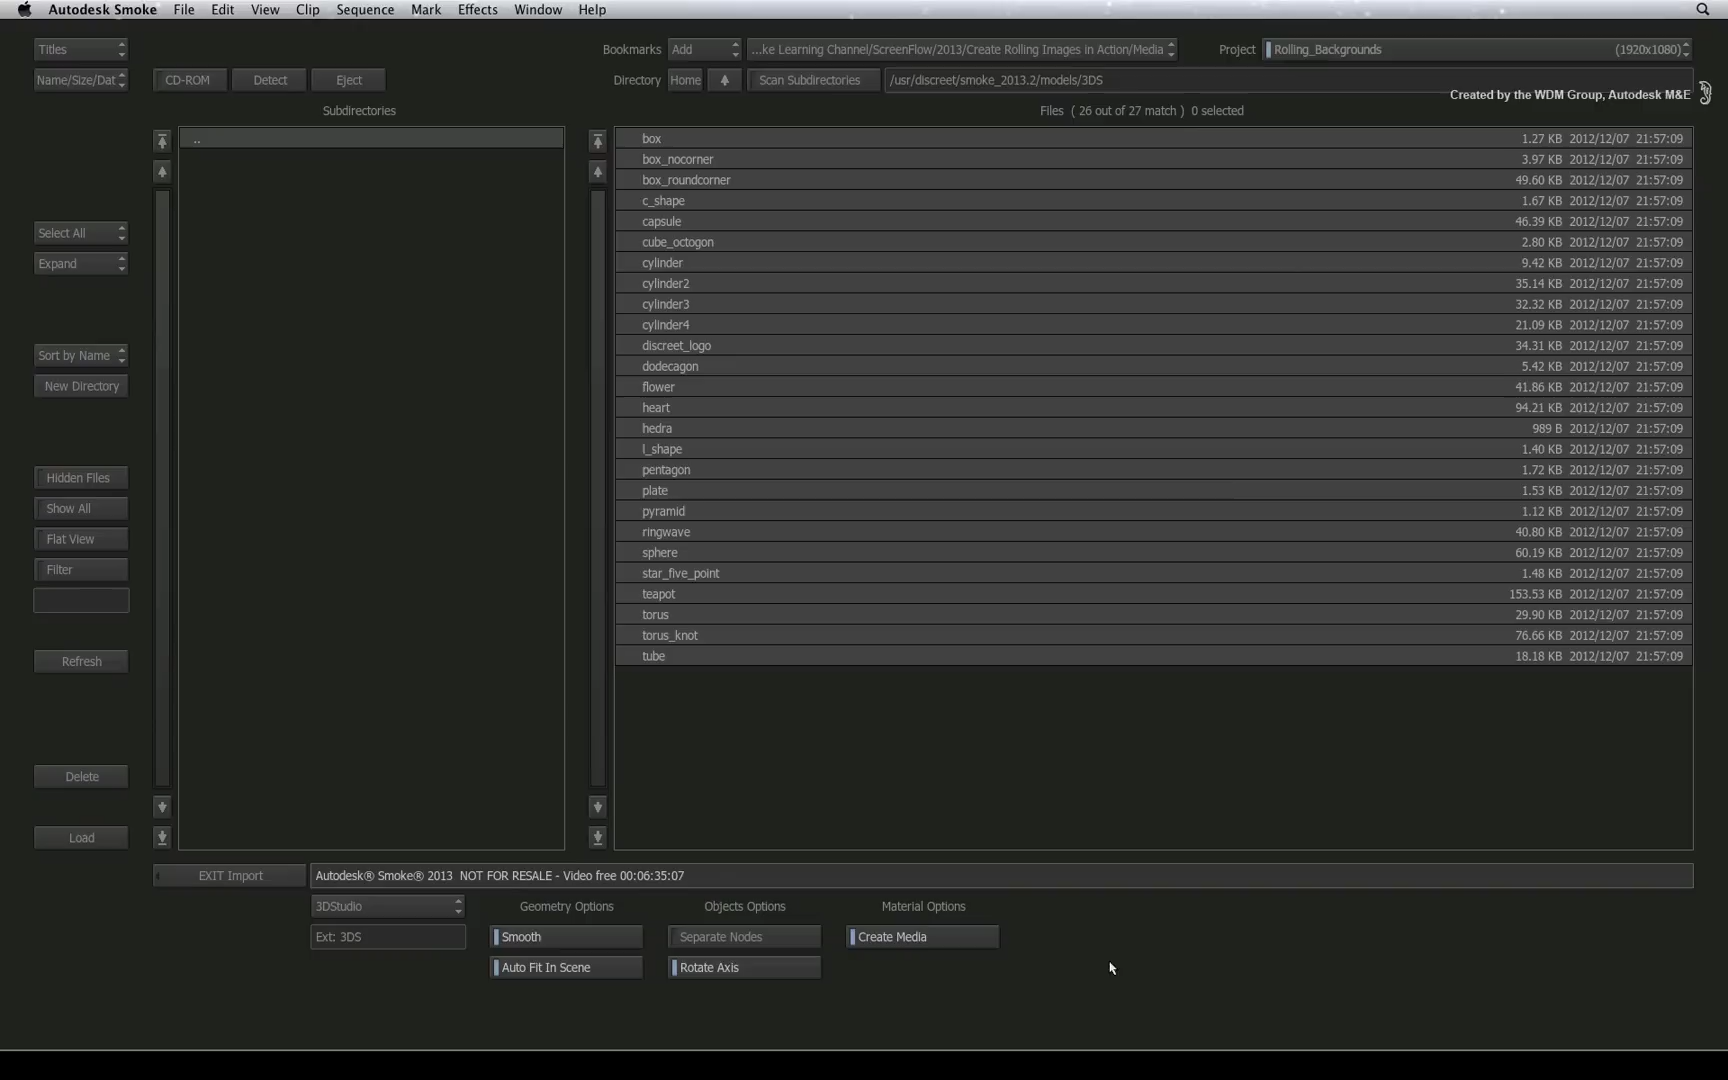 Autodesk Smoke File Edit View Clip Sequence Mark Effects Window Help
Titles Bookmarks Add ...ke Learning Channel/ScreenFlow/2013/Create Rolling Images in Action/Media Project Rolling_Backgrounds (1920x1080)
Name/Size/Dat CD-ROM Detect Eject Directory Home Scan Subdirectories /usr/discreet/smoke_2013.2/models/3DS
Created by the WDM Group, Autodesk M&E
Subdirectories Files ( 26 out of 27 match ) 0 selected
..
box 1.27 KB 2012/12/07 21:57:09
box_nocorner 3.97 KB 2012/12/07 21:57:09
box_roundcorner 49.60 KB 2012/12/07 21:57:09
c_shape 1.67 KB 2012/12/07 21:57:09
capsule 46.39 KB 2012/12/07 21:57:09
cube_octogon 2.80 KB 2012/12/07 21:57:09
cylinder 9.42 KB 2012/12/07 21:57:09
cylinder2 35.14 KB 2012/12/07 21:57:09
cylinder3 32.32 KB 2012/12/07 21:57:09
cylinder4 21.09 KB 2012/12/07 21:57:09
discreet_logo 34.31 KB 2012/12/07 21:57:09
dodecagon 5.42 KB 2012/12/07 21:57:09
flower 41.86 KB 2012/12/07 21:57:09
heart 94.21 KB 2012/12/07 21:57:09
hedra 989 B 2012/12/07 21:57:09
l_shape 1.40 KB 2012/12/07 21:57:09
pentagon 1.72 KB 2012/12/07 21:57:09
plate 1.53 KB 2012/12/07 21:57:09
pyramid 1.12 KB 2012/12/07 21:57:09
ringwave 40.80 KB 2012/12/07 21:57:09
sphere 60.19 KB 2012/12/07 21:57:09
star_five_point 1.48 KB 2012/12/07 21:57:09
teapot 153.53 KB 2012/12/07 21:57:09
torus 29.90 KB 2012/12/07 21:57:09
torus_knot 76.66 KB 2012/12/07 21:57:09
tube 18.18 KB 2012/12/07 21:57:09
Select All
Expand
Sort by Name
New Directory
Hidden Files
Show All
Flat View
Filter
Refresh
Delete
Load
EXIT Import Autodesk® Smoke® 2013 NOT FOR RESALE - Video free 00:06:35:07
3DStudio Geometry Options Objects Options Material Options
Ext: 3DS Smooth Separate Nodes Create Media
Auto Fit In Scene Rotate Axis